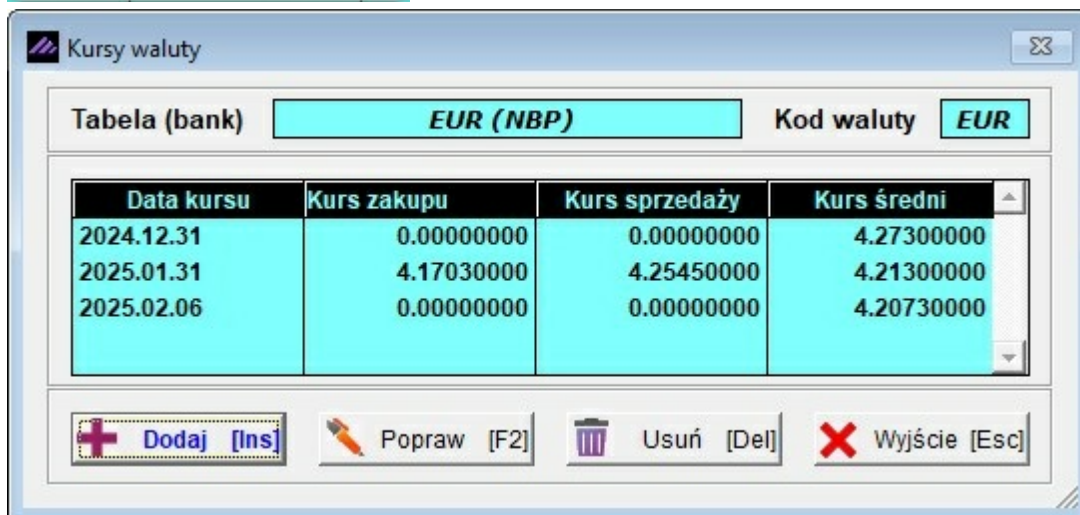 Kursy waluty
Tabela (bank) EUR (NBP) Kod waluty EUR
Data kursu Kurs zakupu Kurs sprzedaży Kurs średni
2024.12.31 0.00000000 0.00000000 4.27300000
2025.01.31 4.17030000 4.25450000 4.21300000
2025.02.06 0.00000000 0.00000000 4.20730000
Dodaj [Ins] Popraw [F2] Usuń [Del] Wyjście [Esc]